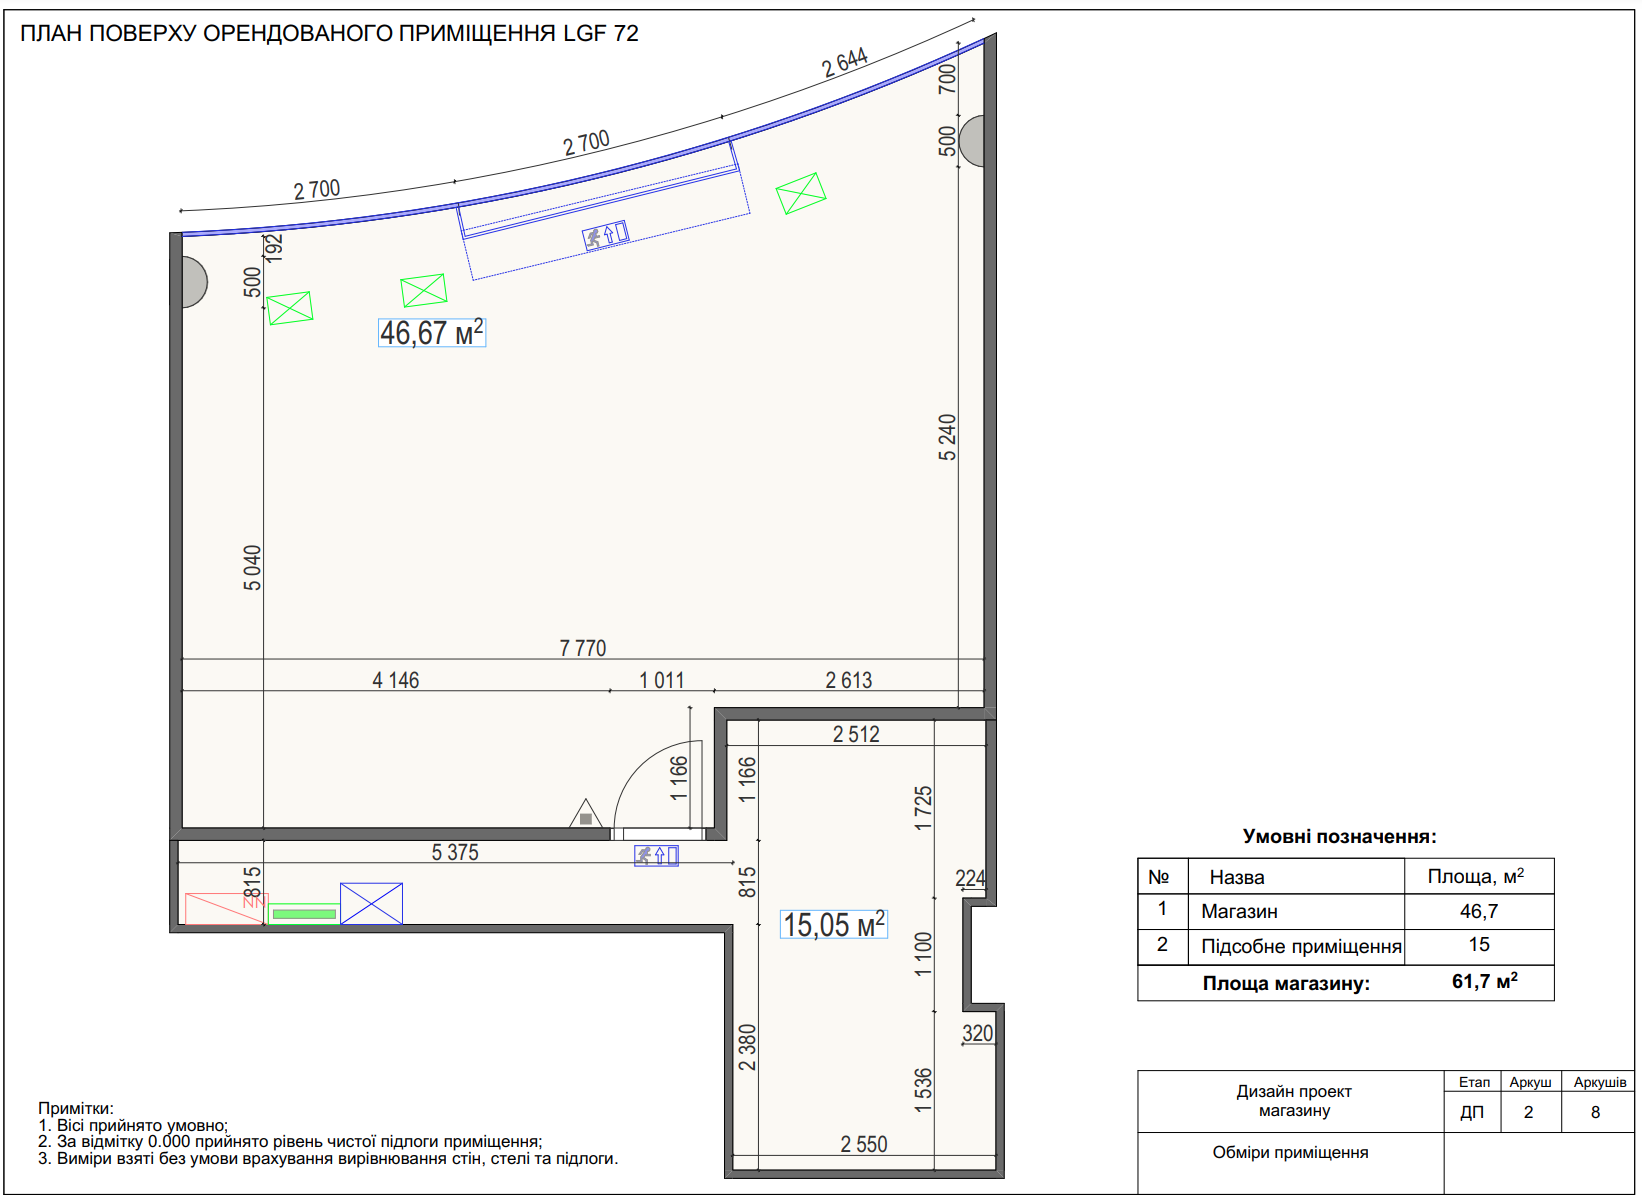 ПЛАН ПОВЕРХУ ОРЕНДОВАНОГО ПРИМІЩЕННЯ LGF 72
2 644
2 700
2 700
700
500
192
500
46,67 м²
5 240
5 040
7 770
4 146
1 011
2 613
2 512
1 166
1 166
1 725
5 375
815
815
224
15,05 м²
1 100
2 380
320
1 536
2 550
Умовні позначення:
№ Назва Площа, м²
1 Магазин 46,7
2 Підсобне приміщення 15
Площа магазину: 61,7 м²
Дизайн проект
магазину
Етап Аркуш Аркушів
ДП 2 8
Обміри приміщення
Примітки:
1. Вісі прийнято умовно;
2. За відмітку 0.000 прийнято рівень чистої підлоги приміщення;
3. Виміри взяті без умови врахування вирівнювання стін, стелі та підлоги.